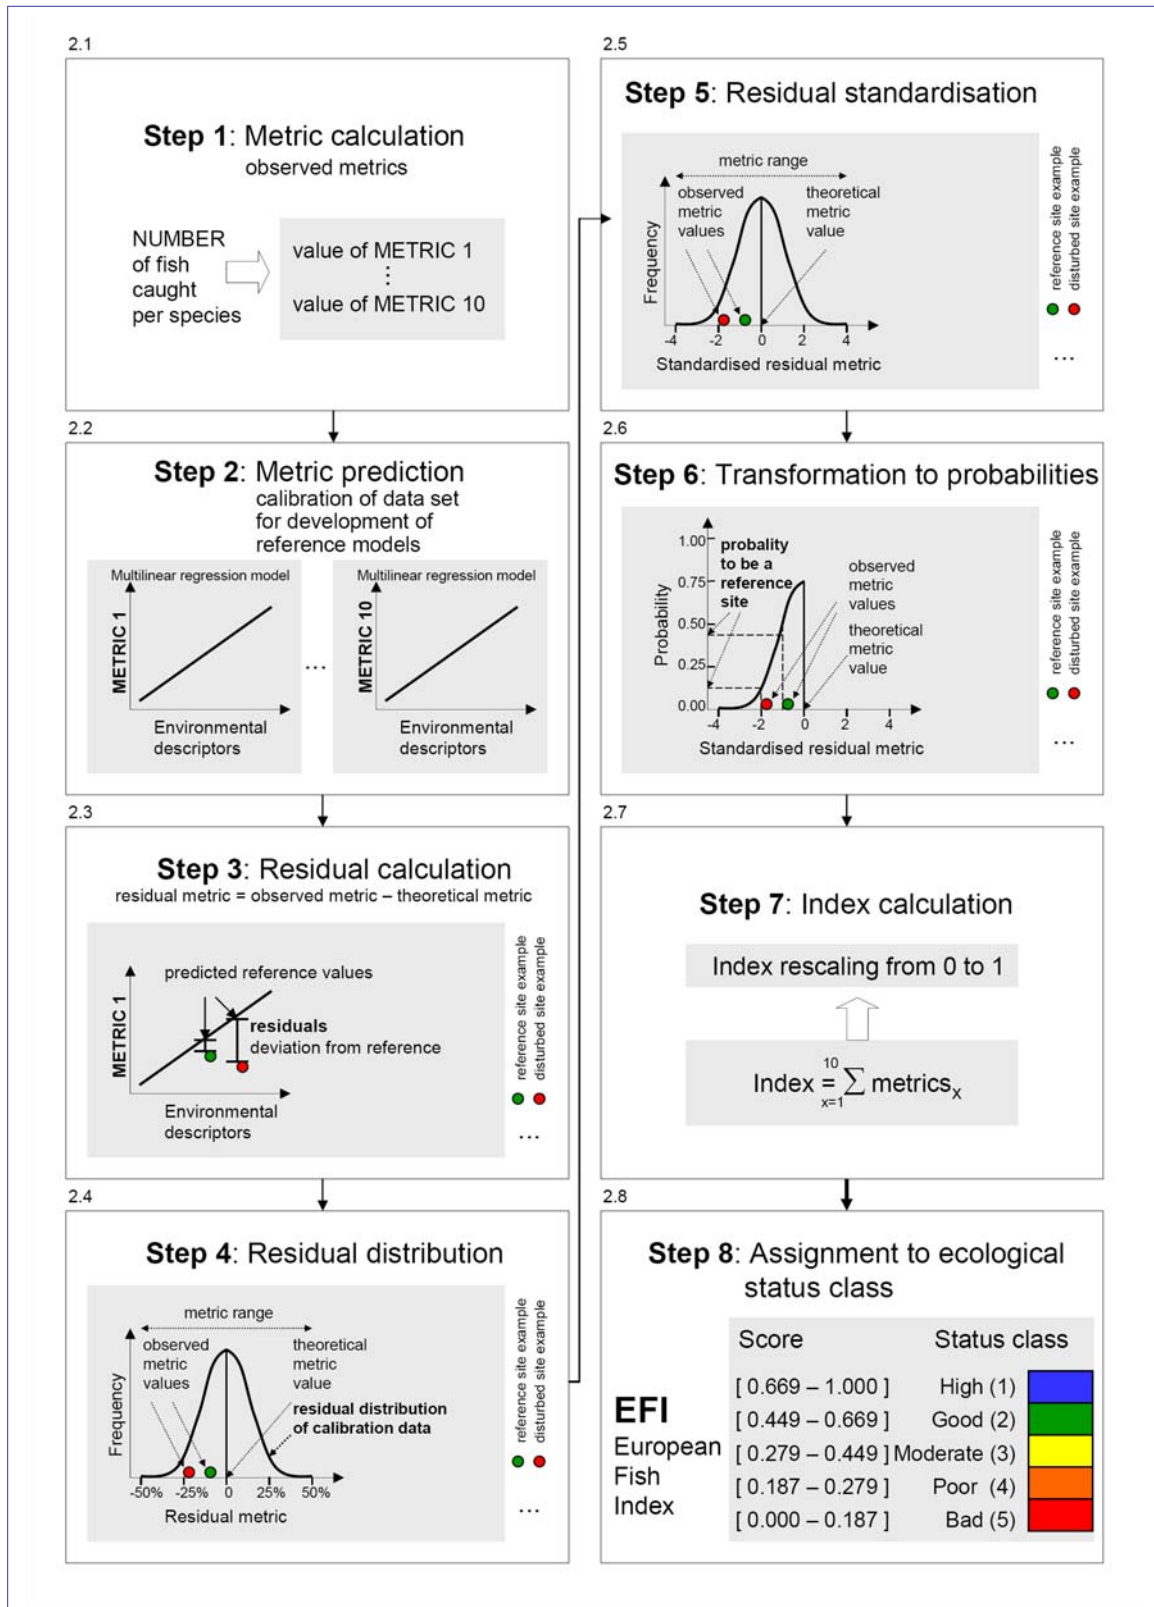 2.1
Step 1: Metric calculation
observed metrics
NUMBER
of fish
caught
per species
value of METRIC 1
⋮
value of METRIC 10
2.2
Step 2: Metric prediction
calibration of data set
for development of
reference models
Multilinear regression model
METRIC 1
Environmental
descriptors
...
Multilinear regression model
METRIC 10
Environmental
descriptors
2.3
Step 3: Residual calculation
residual metric = observed metric – theoretical metric
predicted reference values
METRIC 1
residuals
deviation from reference
Environmental
descriptors
reference site example
disturbed site example
...
2.4
Step 4: Residual distribution
metric range
observed
metric
values
theoretical
metric
value
residual distribution
of calibration data
Frequency
-50% -25% 0 25% 50%
Residual metric
reference site example
disturbed site example
...
2.5
Step 5: Residual standardisation
metric range
observed
metric
values
theoretical
metric
value
Frequency
-4 -2 0 2 4
Standardised residual metric
reference site example
disturbed site example
...
2.6
Step 6: Transformation to probabilities
1.00
0.75
0.50
0.25
0.00
Probability
probality
to be a
reference
site
observed
metric
values
theoretical
metric
value
-4 -2 0 2 4
Standardised residual metric
reference site example
disturbed site example
...
2.7
Step 7: Index calculation
Index rescaling from 0 to 1
10
Index = ∑ metricsx
x=1
2.8
Step 8: Assignment to ecological
status class
EFI
European
Fish
Index
Score Status class
[ 0.669 – 1.000 ] High (1)
[ 0.449 – 0.669 ] Good (2)
[ 0.279 – 0.449 ] Moderate (3)
[ 0.187 – 0.279 ] Poor (4)
[ 0.000 – 0.187 ] Bad (5)